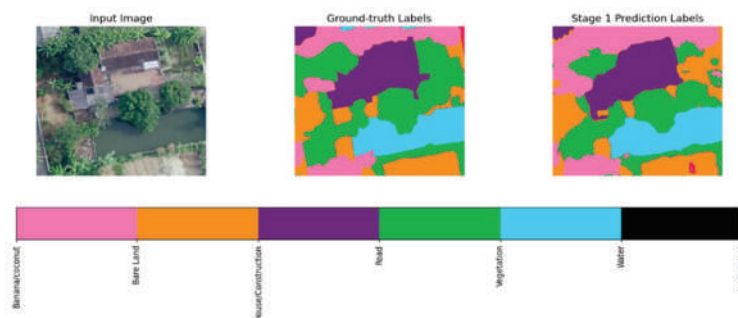 Input Image
Ground-truth Labels
Stage 1 Prediction Labels
Banana/coconut
Bare Land
House/Construction
Road
Vegetation
Water